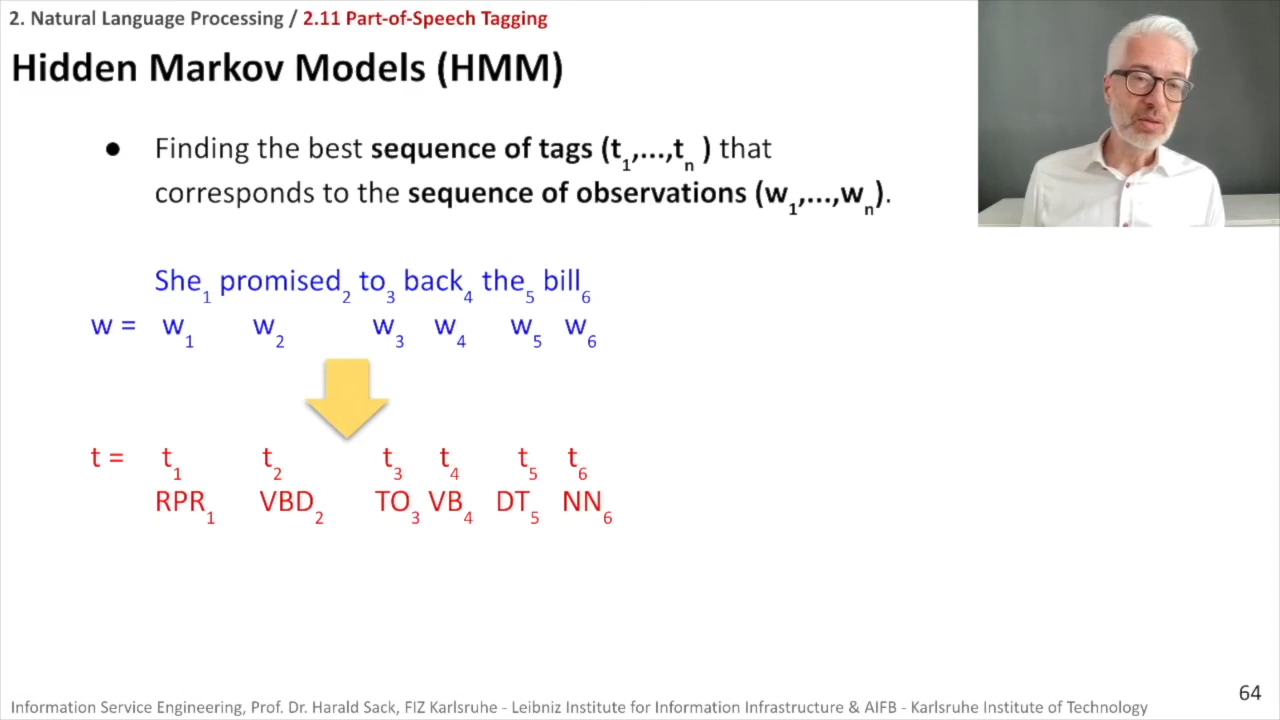 2. Natural Language Processing / 2.11 Part-of-Speech Tagging
Hidden Markov Models (HMM)
● Finding the best sequence of tags (t1,...,tn ) that
corresponds to the sequence of observations (w1,...,wn).
She1 promised2 to3 back4 the5 bill6
w = w1 w2 w3 w4 w5 w6
t = t1 t2 t3 t4 t5 t6
RPR1 VBD2 TO3 VB4 DT5 NN6
64
Information Service Engineering, Prof. Dr. Harald Sack, FIZ Karlsruhe - Leibniz Institute for Information Infrastructure & AIFB - Karlsruhe Institute of Technology